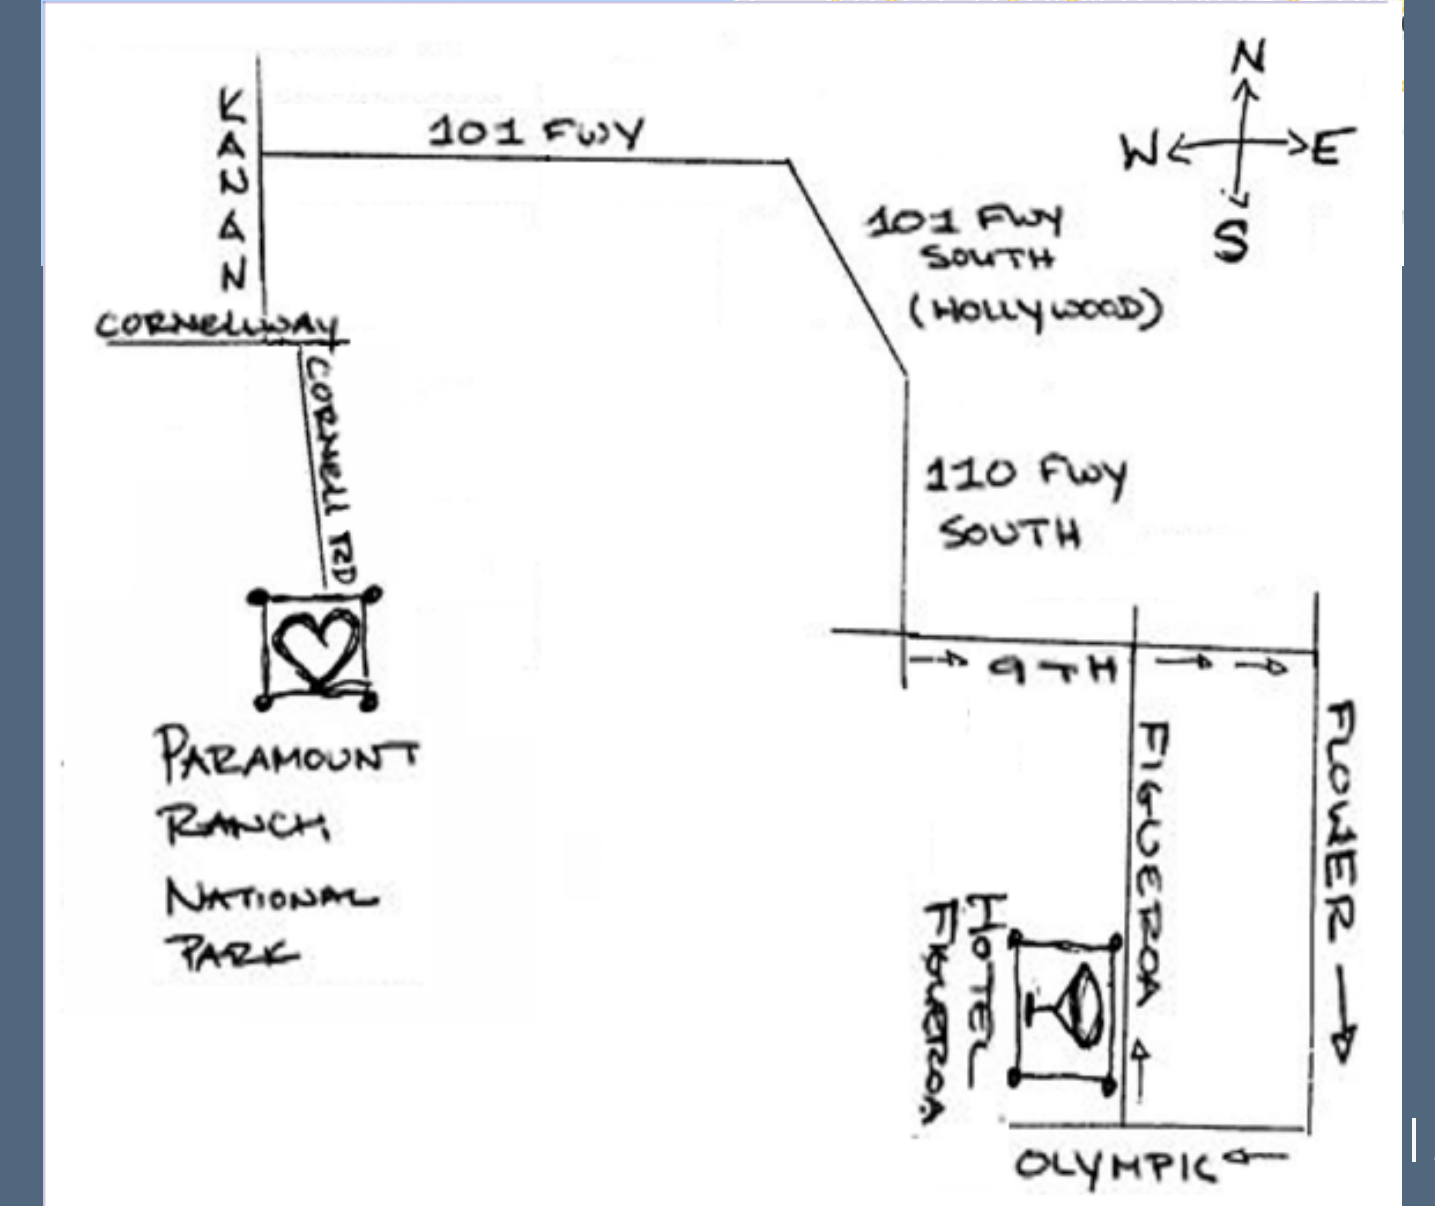 N
W E
S
KANAN
101 FWY
101 FWY
SOUTH
(HOLLYWOOD)
CORNELLWAY
CORNELL RD
110 FWY
SOUTH
9TH
FIGUEROA
FLOWER
PARAMOUNT
RANCH
NATIONAL
PARK
HOTEL
FIGUEROA
OLYMPIC